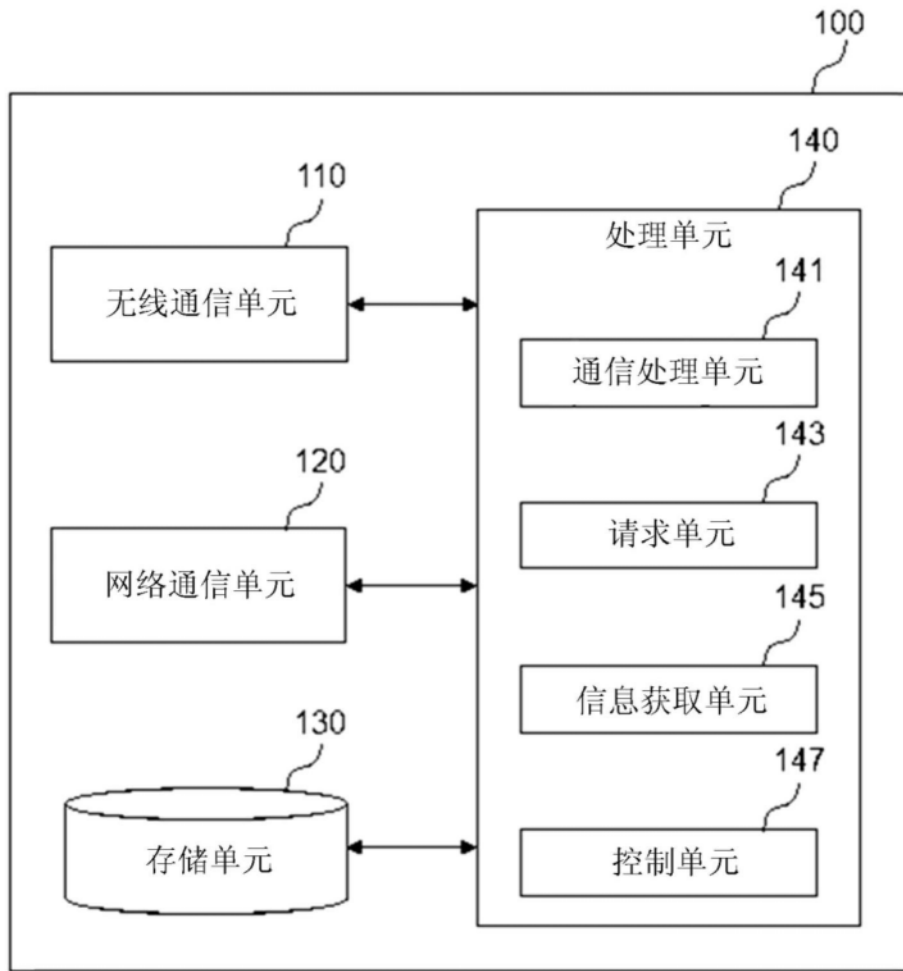 100
140
处理单元
110
无线通信单元
141
通信处理单元
143
请求单元
120
网络通信单元
145
信息获取单元
130
存储单元
147
控制单元